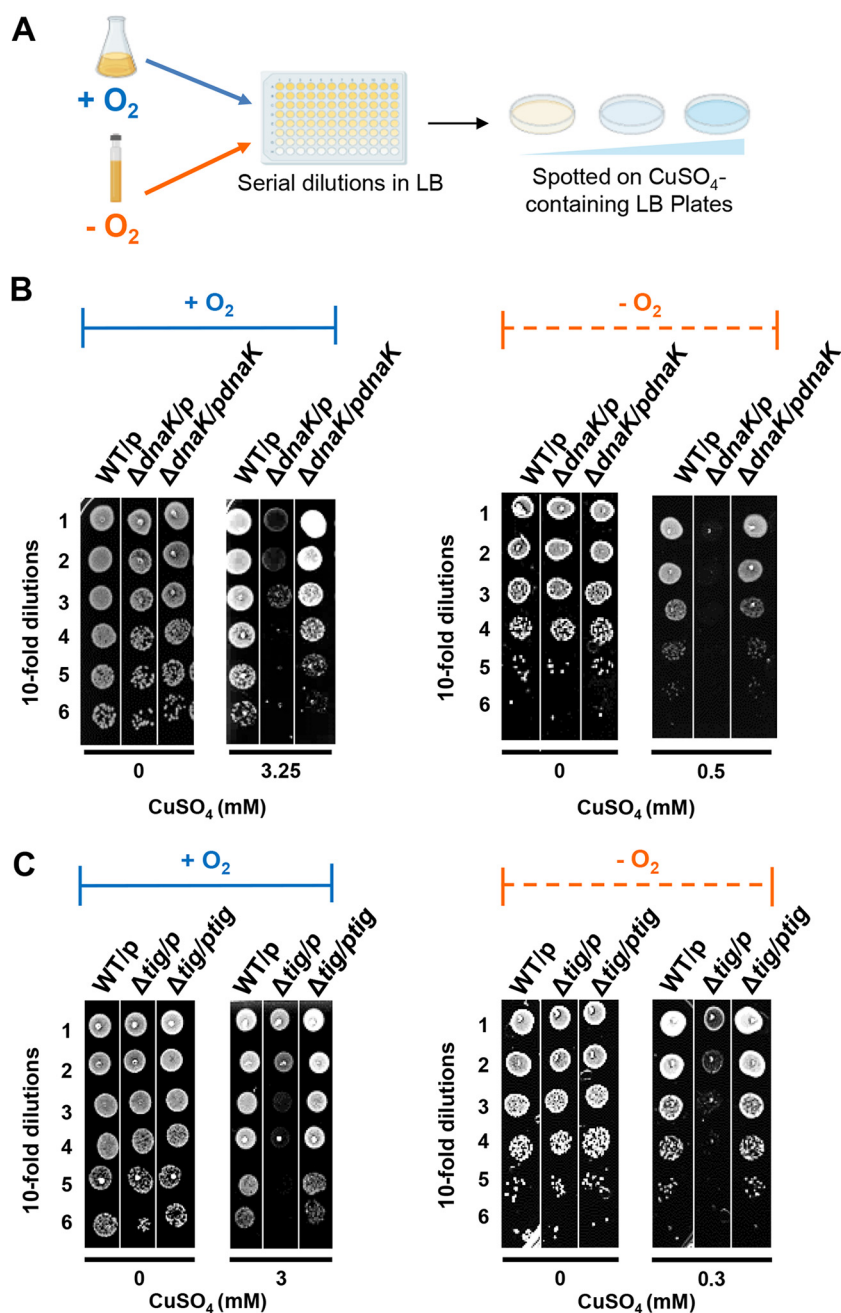 A
+ O2
- O2
Serial dilutions in LB
Spotted on CuSO4-
containing LB Plates
B
+ O2
WT/p
ΔdnaK/p
ΔdnaK/pdnaK
WT/p
ΔdnaK/p
ΔdnaK/pdnaK
10-fold dilutions
1
2
3
4
5
6
0
3.25
CuSO4 (mM)
- O2
WT/p
ΔdnaK/p
ΔdnaK/pdnaK
WT/p
ΔdnaK/p
ΔdnaK/pdnaK
10-fold dilutions
1
2
3
4
5
6
0
0.5
CuSO4 (mM)
C
+ O2
WT/p
Δtig/p
Δtig/ptig
WT/p
Δtig/p
Δtig/ptig
10-fold dilutions
1
2
3
4
5
6
0
3
CuSO4 (mM)
- O2
WT/p
Δtig/p
Δtig/ptig
WT/p
Δtig/p
Δtig/ptig
10-fold dilutions
1
2
3
4
5
6
0
0.3
CuSO4 (mM)